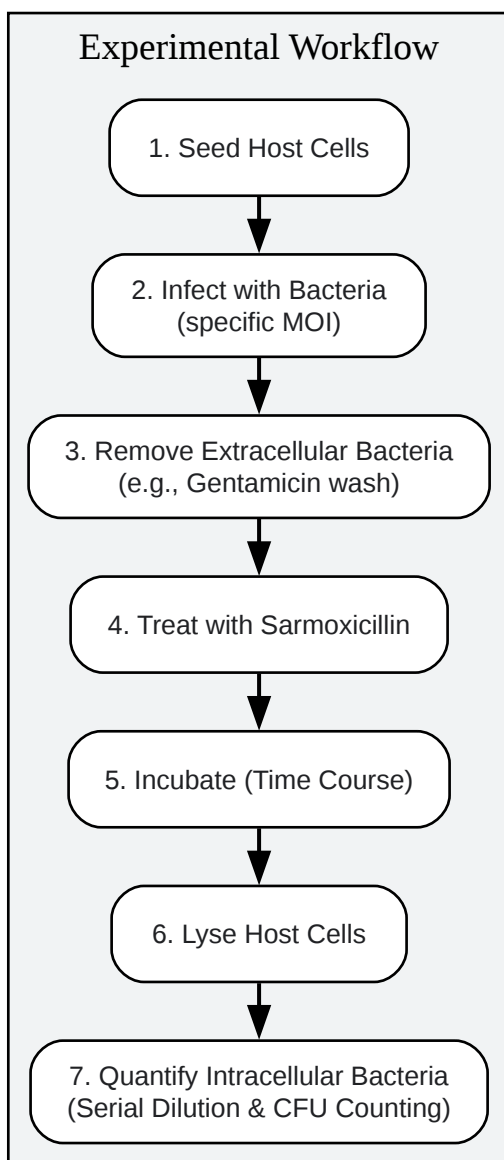 Experimental Workflow
1. Seed Host Cells
2. Infect with Bacteria
(specific MOI)
3. Remove Extracellular Bacteria
(e.g., Gentamicin wash)
4. Treat with Sarmoxicillin
5. Incubate (Time Course)
6. Lyse Host Cells
7. Quantify Intracellular Bacteria
(Serial Dilution & CFU Counting)